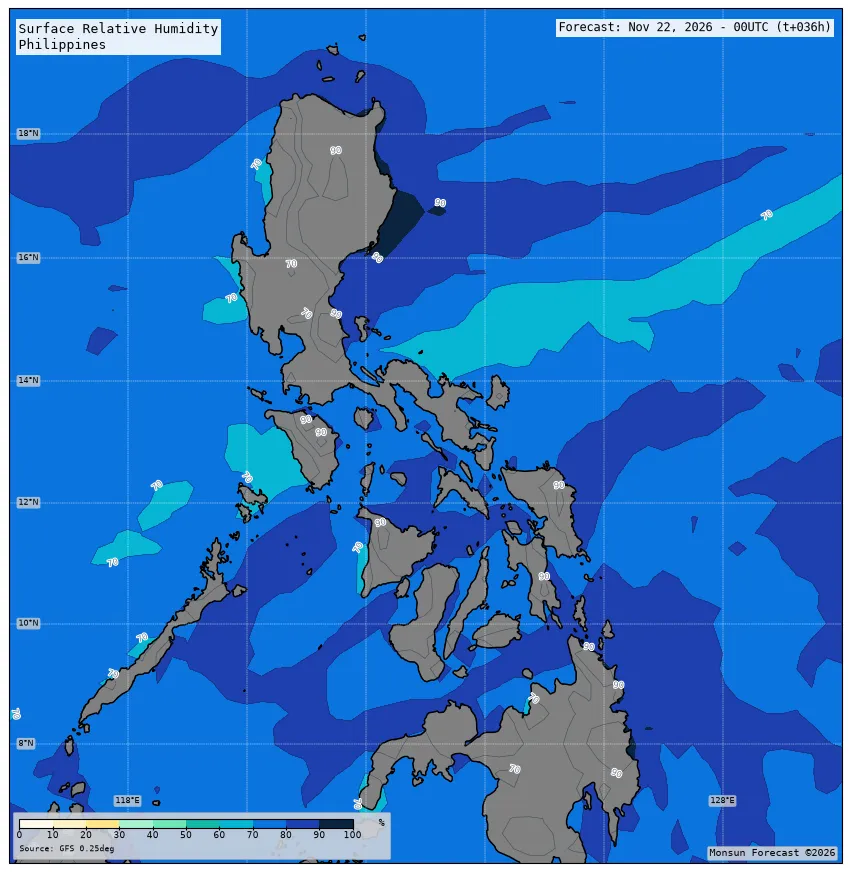 Surface Relative Humidity
Philippines
Forecast: Nov 22, 2026 - 00UTC (t+036h)
18°N
90
70
90
70
16°N
90
70
70
70
90
14°N
90
90
70
90
12°N
70
90
70
70
90
10°N
70
90
70
90
70
70
8°N
70
90
118°E
128°E
70
0 10 20 30 40 50 60 70 80 90 100 %
Source: GFS 0.25deg
Monsun Forecast ©2026